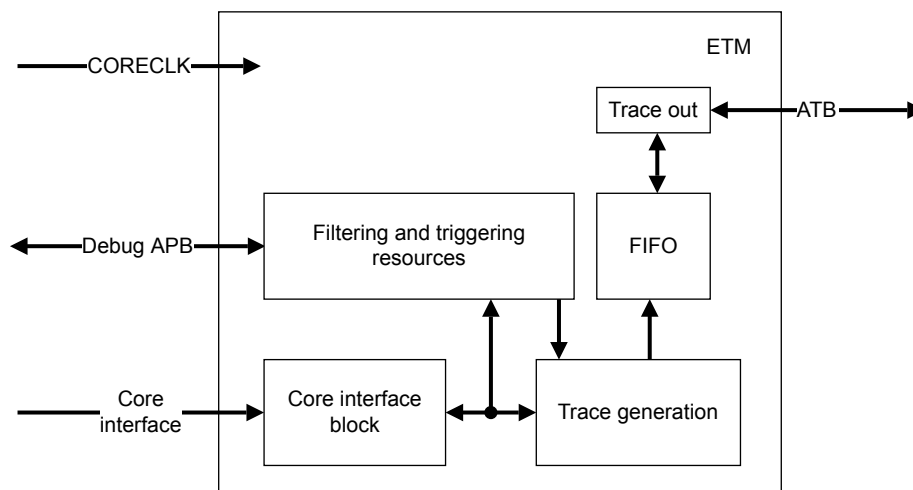 ETM
CORECLK
Trace out
ATB
Debug APB
Filtering and triggering
resources
FIFO
Core
interface
Core interface
block
Trace generation